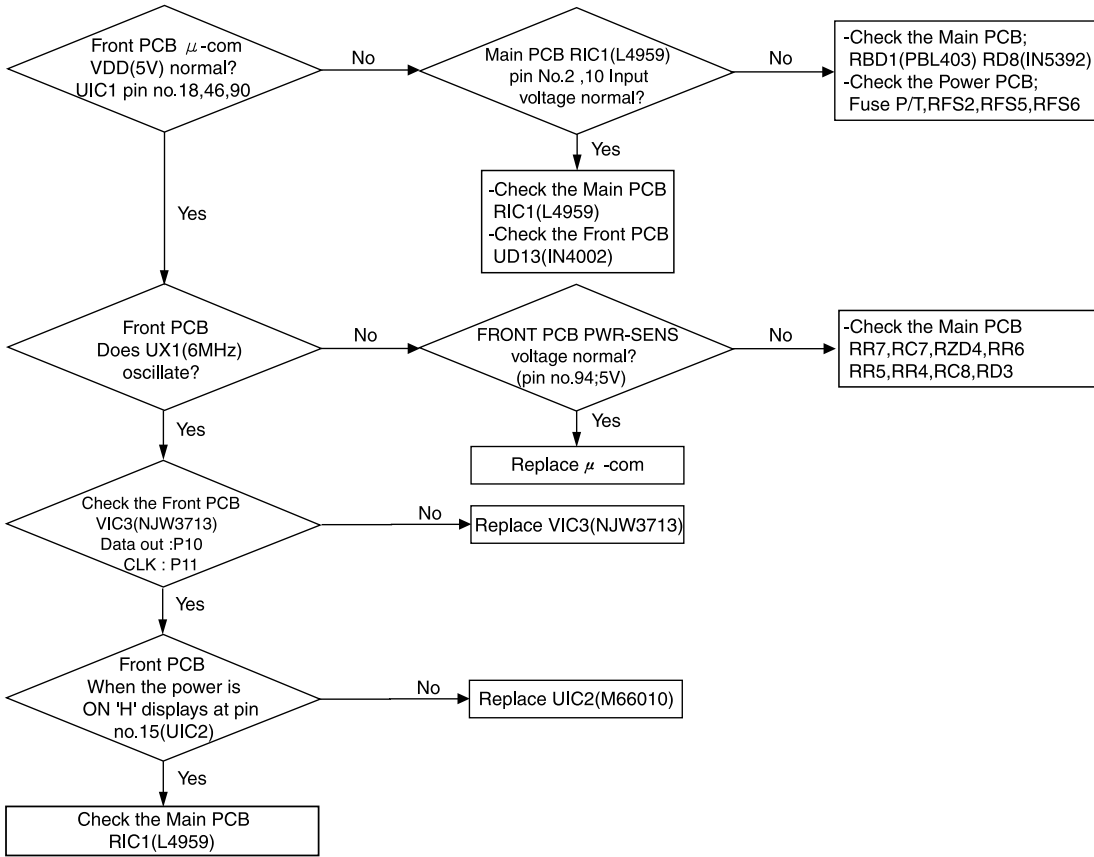 Front PCB μ-com
VDD(5V) normal?
UIC1 pin no.18,46,90
No
Main PCB RIC1(L4959)
pin No.2 ,10 Input
voltage normal?
No
-Check the Main PCB;
RBD1(PBL403) RD8(IN5392)
-Check the Power PCB;
Fuse P/T,RFS2,RFS5,RFS6
Yes
-Check the Main PCB
RIC1(L4959)
-Check the Front PCB
UD13(IN4002)
Yes
Front PCB
Does UX1(6MHz)
oscillate?
No
FRONT PCB PWR-SENS
voltage normal?
(pin no.94;5V)
No
-Check the Main PCB
RR7,RC7,RZD4,RR6
RR5,RR4,RC8,RD3
Yes
Replace μ -com
Yes
Check the Front PCB
VIC3(NJW3713)
Data out :P10
CLK : P11
No
Replace VIC3(NJW3713)
Yes
Front PCB
When the power is
ON 'H' displays at pin
no.15(UIC2)
No
Replace UIC2(M66010)
Yes
Check the Main PCB
RIC1(L4959)